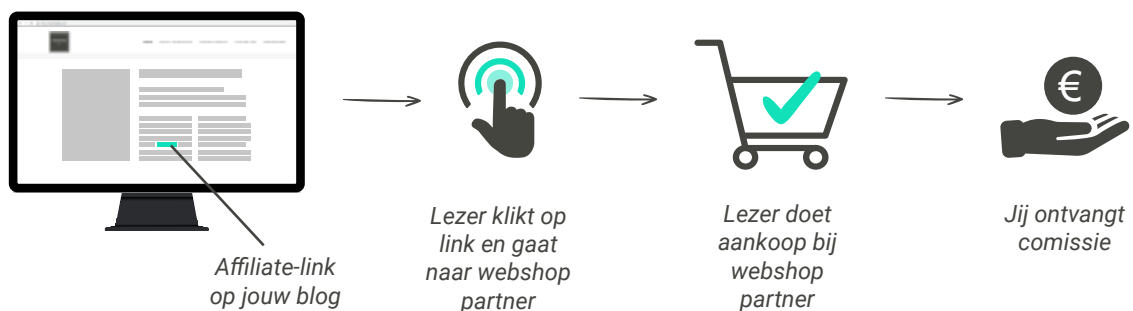 Affiliate-link
op jouw blog
Lezer klikt op
link en gaat
naar webshop
partner
Lezer doet
aankoop bij
webshop
partner
€
Jij ontvangt
comissie